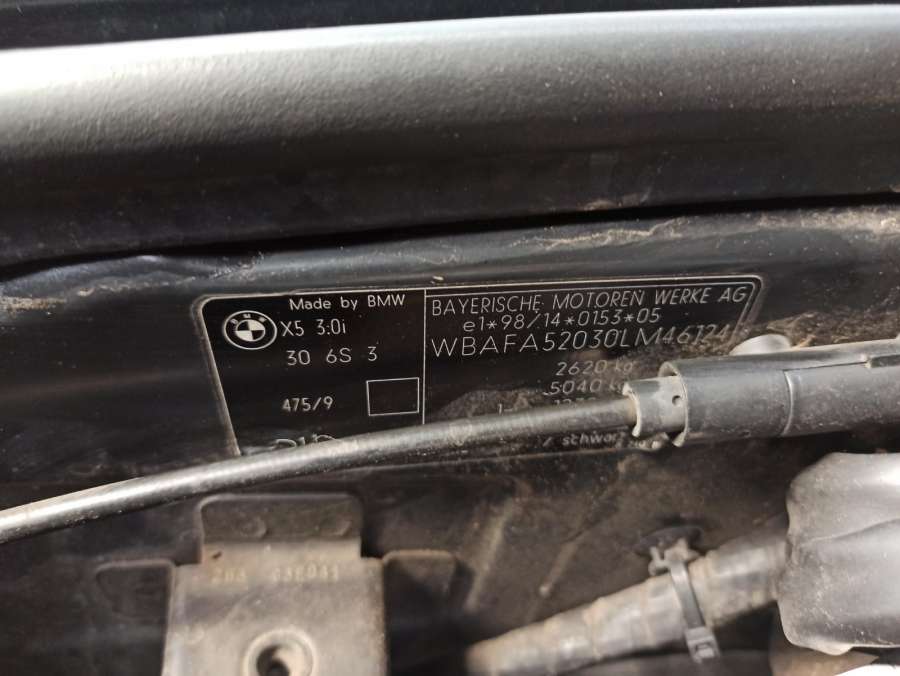 Made by BMW
BMW
X5 3.0i
30 6S 3
475/9
BAYERISCHE MOTOREN WERKE AG
e1*98/14*0153*05
WBAFA52030LM46124
2620 kg
5040